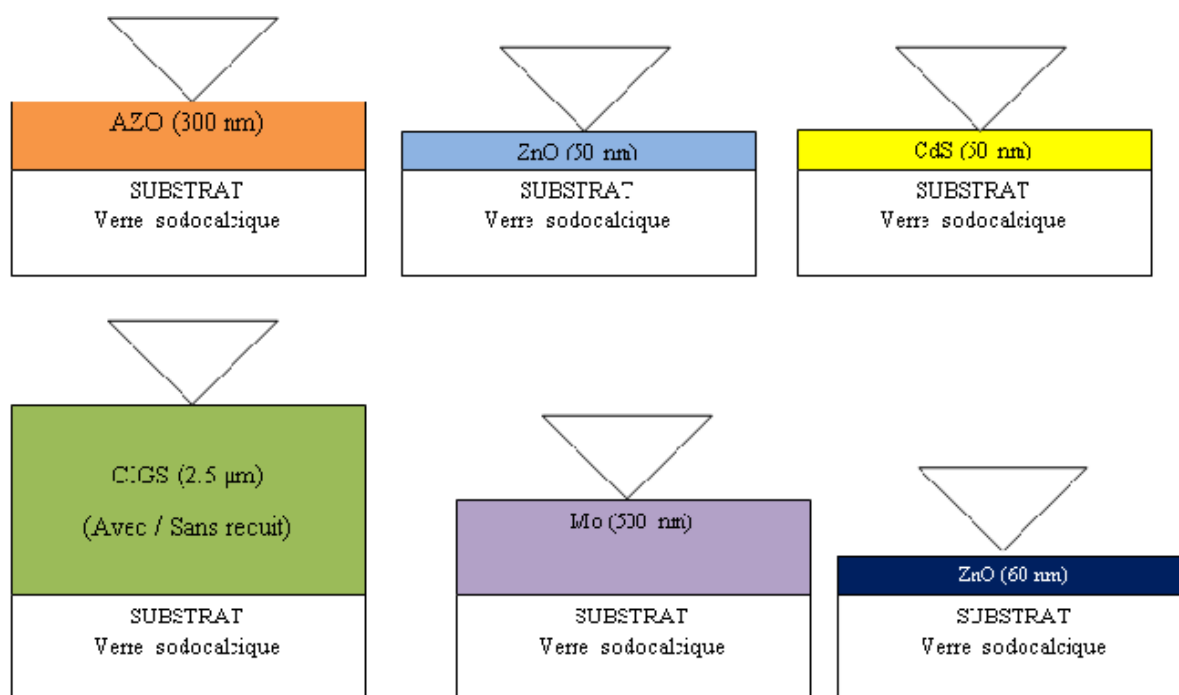 AZO (300 nm)
SUBSTRAT
Verre sodocalcique
ZnO (50 nm)
SUBSTRAT
Verre sodocalcique
CdS (50 nm)
SUBSTRAT
Verre sodocalcique
CIGS (2.5 µm)
(Avec / Sans recuit)
SUBSTRAT
Verre sodocalcique
Mo (500 nm)
SUBSTRAT
Verre sodocalcique
ZnO (60 nm)
SUBSTRAT
Verre sodocalcique